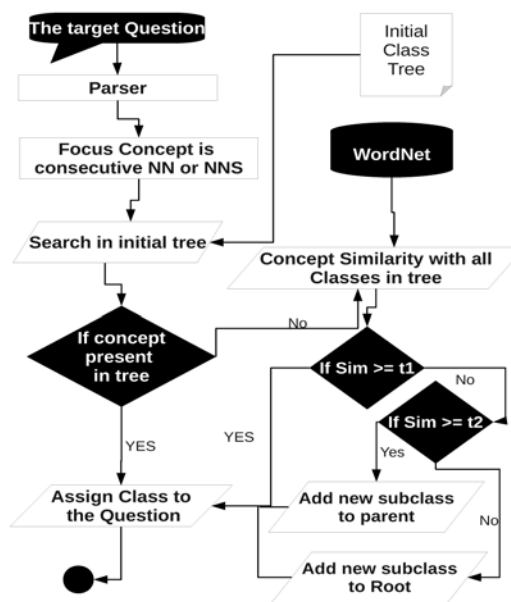 The target Question
Initial
Class
Tree
Parser
Focus Concept is
consecutive NN or NNS
WordNet
Search in initial tree
Concept Similarity with all
Classes in tree
No
If concept
present
in tree
If Sim >= t1
No
If Sim >= t2
YES
YES
Yes
Assign Class to
the Question
Add new subclass
to parent
No
Add new subclass
to Root